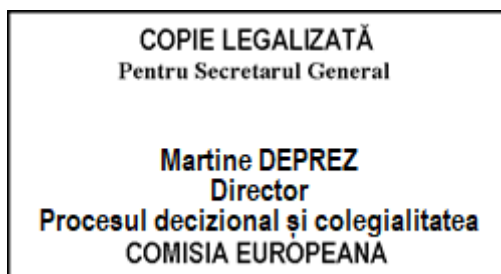 COPIE LEGALIZATĂ
Pentru Secretarul General
Martine DEPREZ
Director
Procesul decizional și colegialitatea
COMISIA EUROPEANA